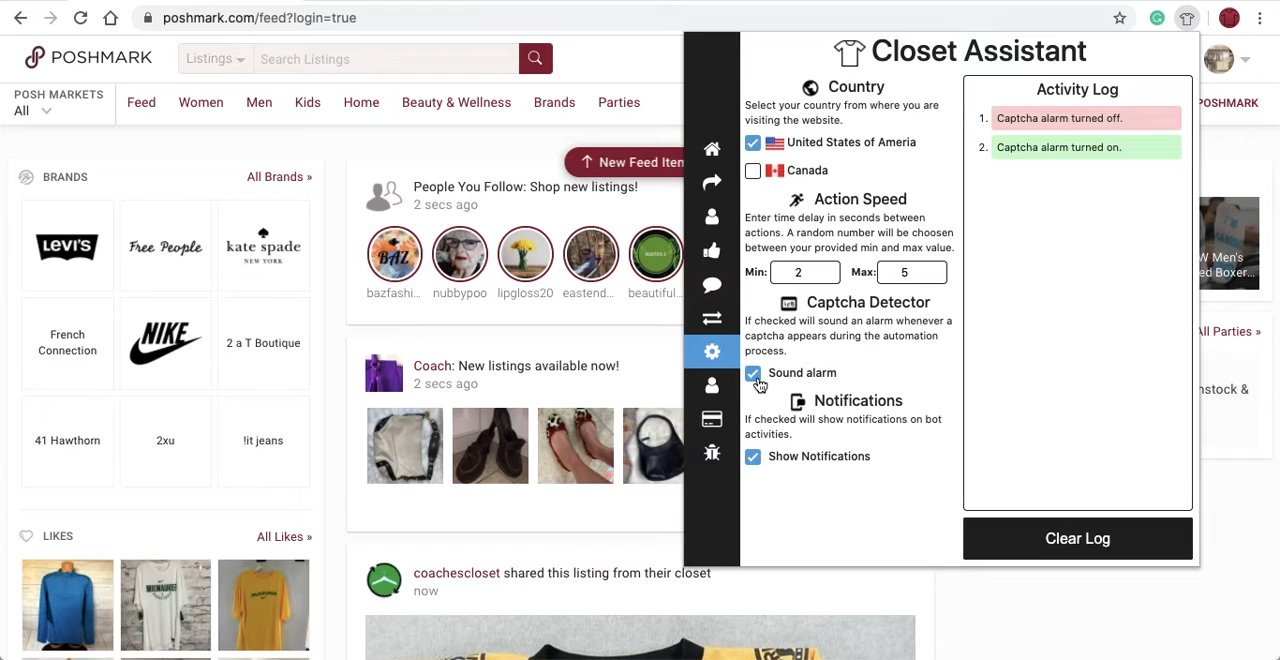 poshmark.com/feed?login=true
POSHMARK
Listings
Search Listings
POSH MARKETS
All
Feed
Women
Men
Kids
Home
Beauty & Wellness
Brands
Parties
POSHMARK
BRANDS
All Brands »
LEVI'S
Free People
kate spade
NEW YORK
French
Connection
NIKE
2 a T Boutique
41 Hawthorn
2xu
!it jeans
LIKES
All Likes »
MILWAUKEE
↑ New Feed Item
People You Follow: Shop new listings!
2 secs ago
BAZ
bazfashi...
nubbypoo
lipgloss20
eastend...
beautiful...
Coach: New listings available now!
2 secs ago
coachescloset shared this listing from their closet
now
Closet Assistant
Country
Select your country from where you are
visiting the website.
United States of Ameria
Canada
Action Speed
Enter time delay in seconds between
actions. A random number will be choosen
between your provided min and max value.
Min: 2
Max: 5
Captcha Detector
If checked will sound an alarm whenever a
captcha appears during the automation
process.
Sound alarm
Notifications
If checked will show notifications on bot
activities.
Show Notifications
Activity Log
1. Captcha alarm turned off.
2. Captcha alarm turned on.
Clear Log
W Men's
ed Boxer...
All Parties »
nstock &